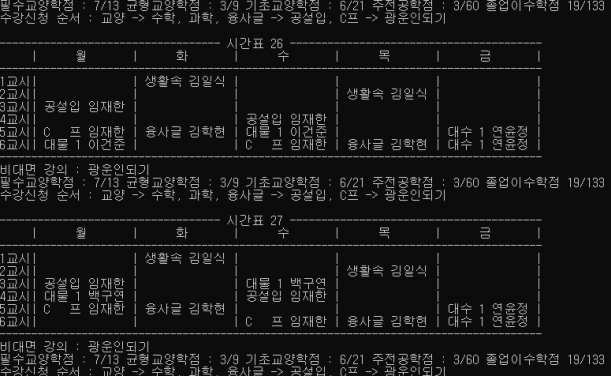 필수교양학점 : 7/13 균형교양학점 : 3/9 기초교양학점 : 6/21 주전공학점 : 3/60 졸업이수학점 19/133
수강신청 순서 : 교양 -> 수학, 과학, 융사글 -> 공설입, C프 -> 광운인되기
시간표 26
| 월 | 화 | 수 | 목 | 금 |
1교시| | 생활속 김일식 | | | |
2교시| | | | 생활속 김일식 | |
3교시| 공설입 임재한 | | | | |
4교시| | | 공설입 임재한 | | |
5교시| C 프 임재한 | 융사글 김학현 | 대물 1 이건준 | | 대수 1 연윤정 |
6교시| 대물 1 이건준 | | C 프 임재한 | 융사글 김학현 | 대수 1 연윤정 |
비대면 강의 : 광운인되기
필수교양학점 : 7/13 균형교양학점 : 3/9 기초교양학점 : 6/21 주전공학점 : 3/60 졸업이수학점 19/133
수강신청 순서 : 교양 -> 수학, 과학, 융사글 -> 공설입, C프 -> 광운인되기
시간표 27
| 월 | 화 | 수 | 목 | 금 |
1교시| | 생활속 김일식 | | | |
2교시| | | | 생활속 김일식 | |
3교시| 공설입 임재한 | | 대물 1 백구연 | | |
4교시| 대물 1 백구연 | | 공설입 임재한 | | |
5교시| C 프 임재한 | 융사글 김학현 | | | 대수 1 연윤정 |
6교시| | | C 프 임재한 | 융사글 김학현 | 대수 1 연윤정 |
비대면 강의 : 광운인되기
필수교양학점 : 7/13 균형교양학점 : 3/9 기초교양학점 : 6/21 주전공학점 : 3/60 졸업이수학점 19/133
수강신청 순서 : 교양 -> 수학, 과학, 융사글 -> 공설입, C프 -> 광운인되기